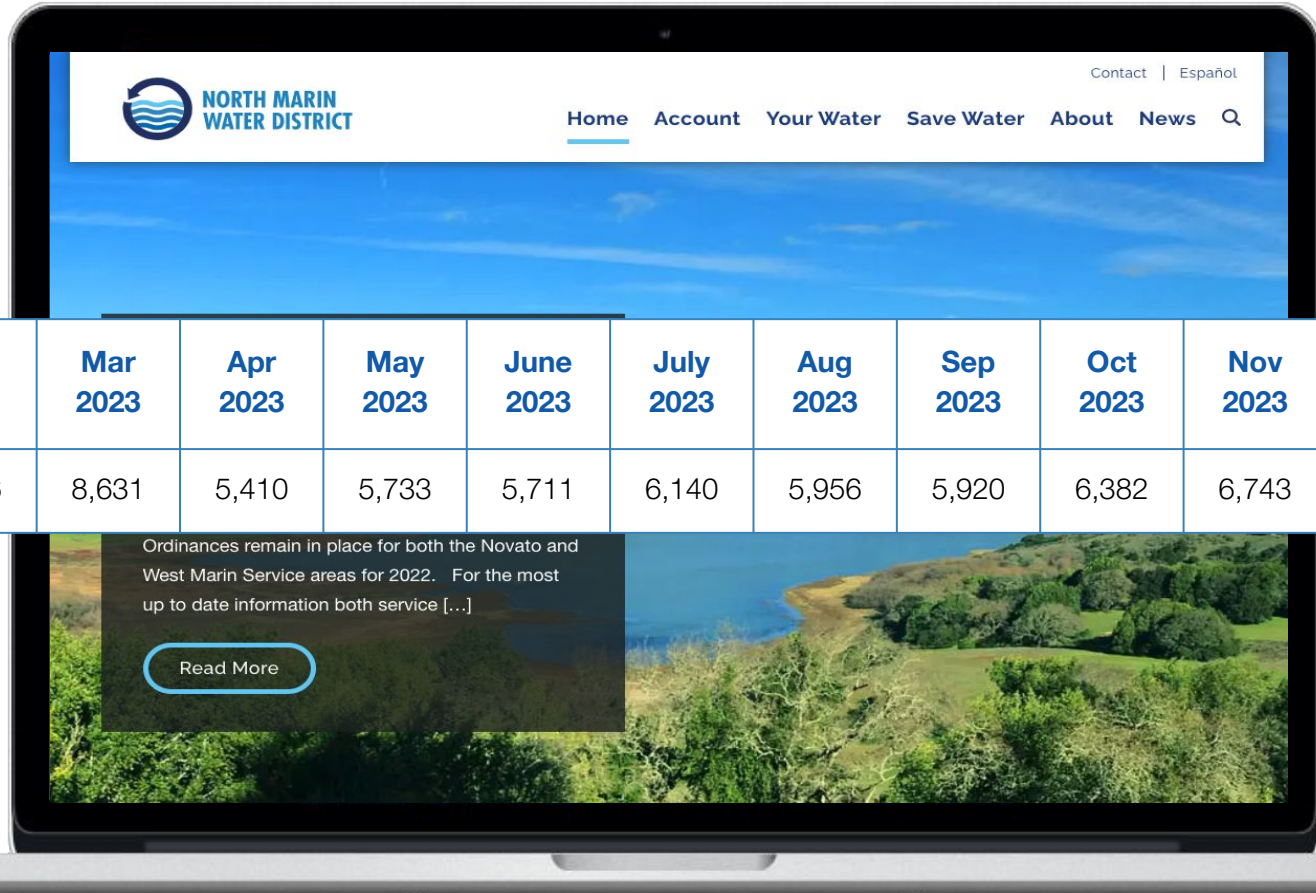 Contact | Español
NORTH MARIN
WATER DISTRICT
Home Account Your Water Save Water About News
Mar 2023 Apr 2023 May 2023 June 2023 July 2023 Aug 2023 Sep 2023 Oct 2023 Nov 2023
8,631 5,410 5,733 5,711 6,140 5,956 5,920 6,382 6,743
Ordinances remain in place for both the Novato and
West Marin Service areas for 2022. For the most
up to date information both service […]
Read More